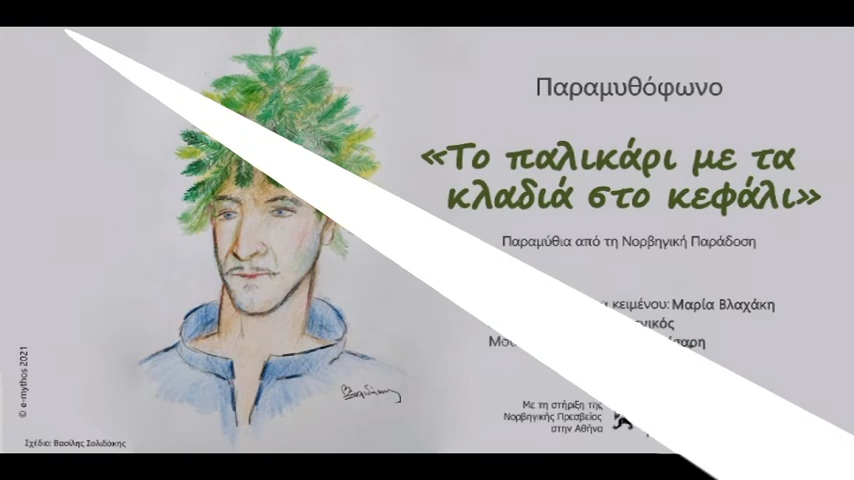 Παραμυθόφωνο
«Το παλικάρι με τα
κλαδιά στο κεφάλι»
Παραμύθια από τη Νορβηγική Παράδοση
κειμένου: Μαρία Βλαχάκη
Με τη στήριξη της
Νορβηγικής Πρεσβείας
στην Αθήνα
© e-mythos 2021
Σχέδιο: Βασίλης Σολιδάκης